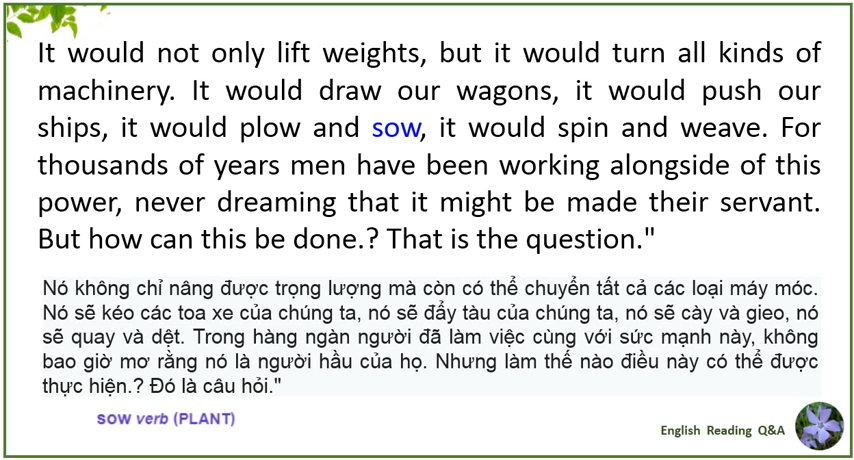 It would not only lift weights, but it would turn all kinds of
machinery. It would draw our wagons, it would push our
ships, it would plow and sow, it would spin and weave. For
thousands of years men have been working alongside of this
power, never dreaming that it might be made their servant.
But how can this be done.? That is the question."
Nó không chỉ nâng được trọng lượng mà còn có thể chuyển tất cả các loại máy móc.
Nó sẽ kéo các toa xe của chúng ta, nó sẽ đẩy tàu của chúng ta, nó sẽ cày và gieo, nó
sẽ quay và dệt. Trong hàng ngàn người đã làm việc cùng với sức mạnh này, không
bao giờ mơ rằng nó là người hầu của họ. Nhưng làm thế nào điều này có thể được
thực hiện.? Đó là câu hỏi."
sow verb (PLANT)
English Reading Q&A